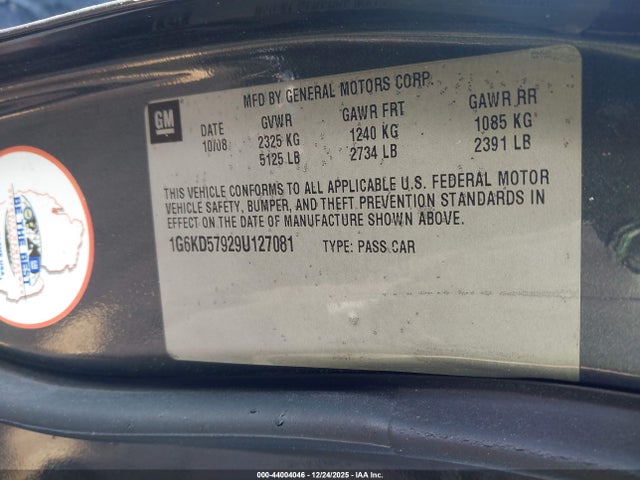 MFD BY GENERAL MOTORS CORP.
GM
DATE GVWR GAWR FRT GAWR RR
10/08 2325 KG 1240 KG 1085 KG
5125 LB 2734 LB 2391 LB
THIS VEHICLE CONFORMS TO ALL APPLICABLE U.S. FEDERAL MOTOR
VEHICLE SAFETY, BUMPER, AND THEFT PREVENTION STANDARDS IN
EFFECT ON THE DATE OF MANUFACTURE SHOWN ABOVE.
1G6KD57929U127081 TYPE: PASS CAR
BE THE BEST
000-44004046 - 12/24/2025 - IAA Inc.